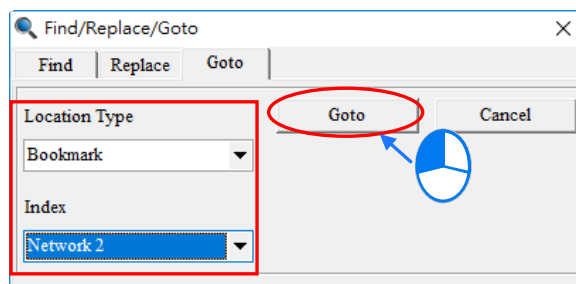 Find/Replace/Goto
Find Replace Goto
Location Type
Goto Cancel
Bookmark
Index
Network 2